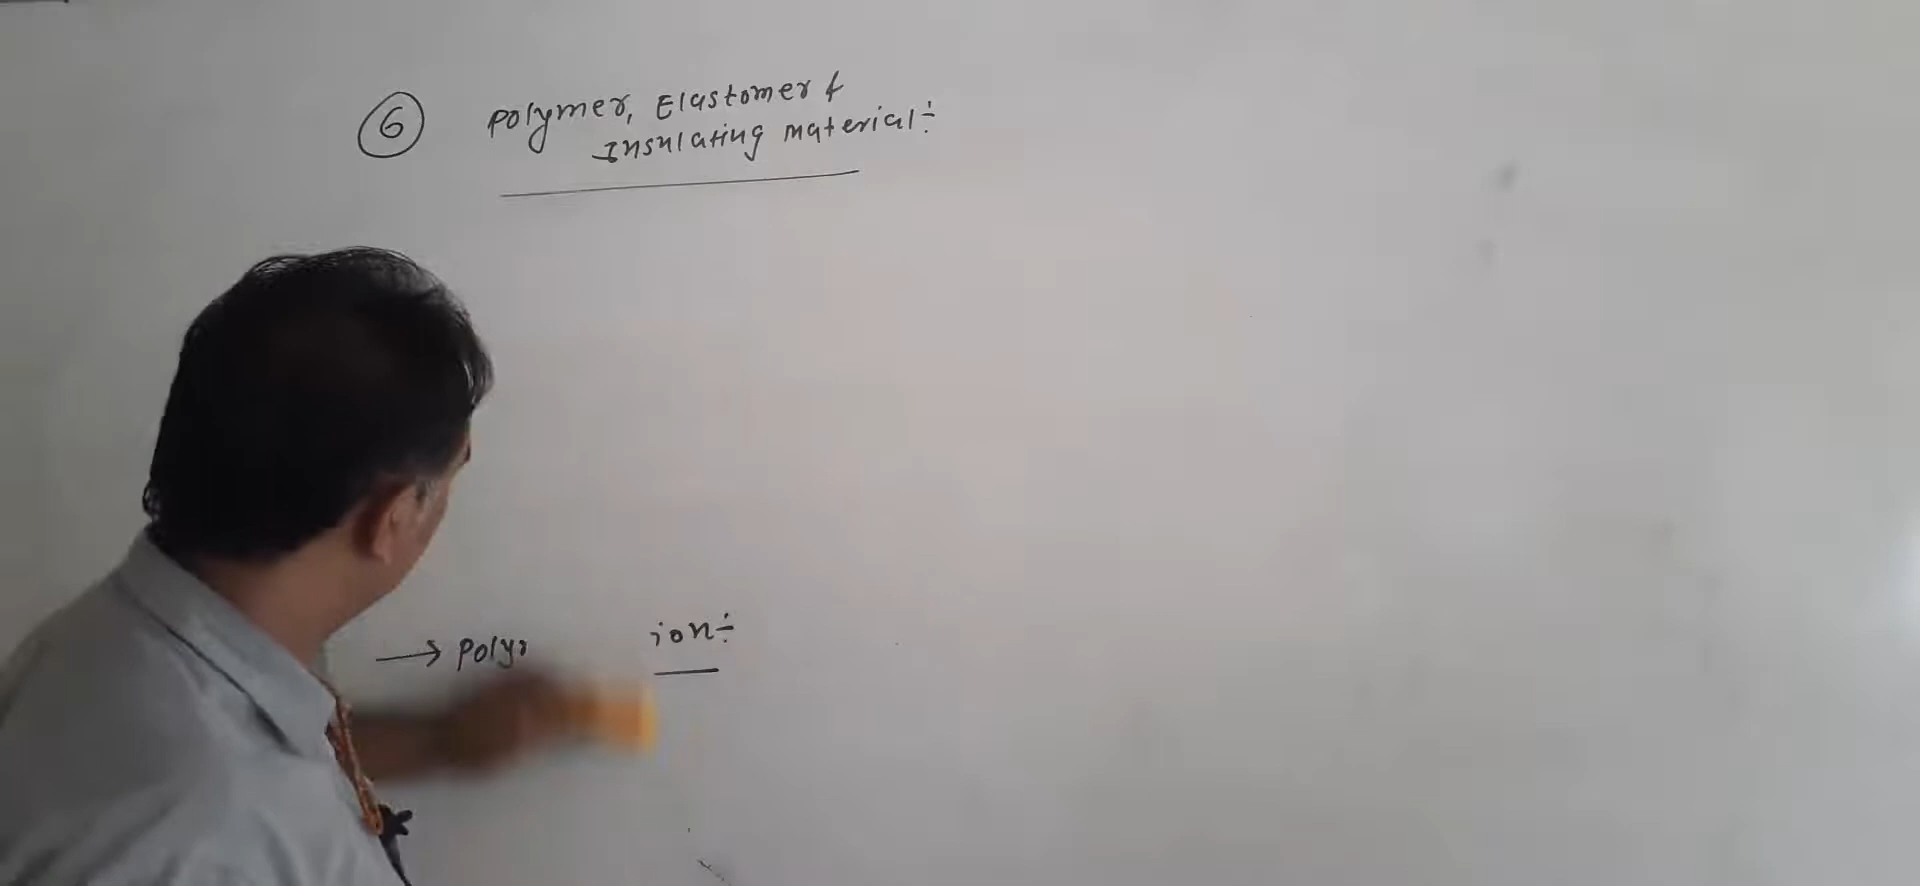 6 Polymer, Elastomer &
Insulating material ÷
→ Poly ion ÷